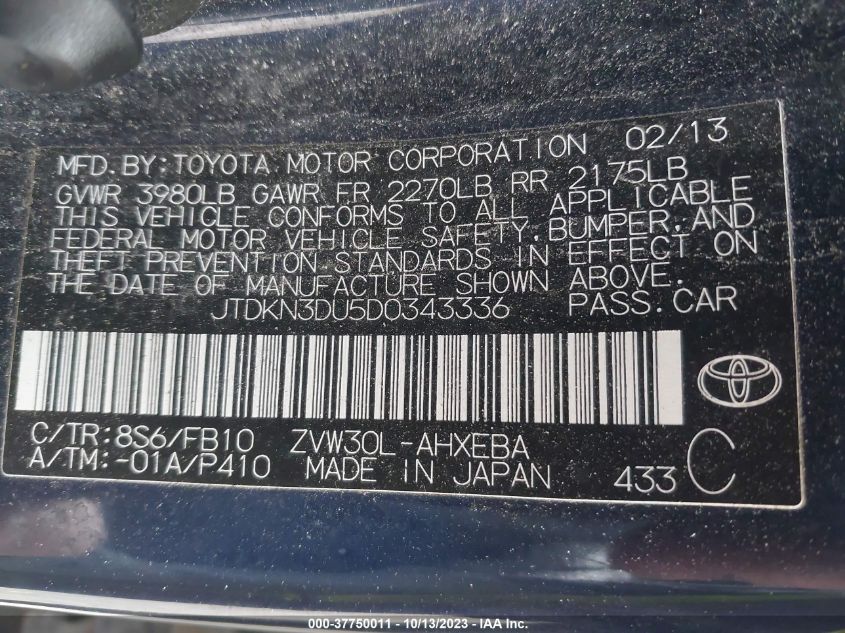 MFD.BY:TOYOTA MOTOR CORPORATION 02/13
GVWR 3980LB GAWR FR 2270LB RR 2175LB
THIS VEHICLE CONFORMS TO ALL APPLICABLE
FEDERAL MOTOR VEHICLE SAFETY,BUMPER,AND
THEFT PREVENTION STANDARDS IN EFFECT ON
THE DATE OF MANUFACTURE SHOWN ABOVE.
JTDKN3DU5D0343336 PASS.CAR
C/TR:8S6/FB10 ZVW30L-AHXEBA
A/TM:-01A/P410 MADE IN JAPAN 433 C
000-37750011 - 10/13/2023 - IAA Inc.